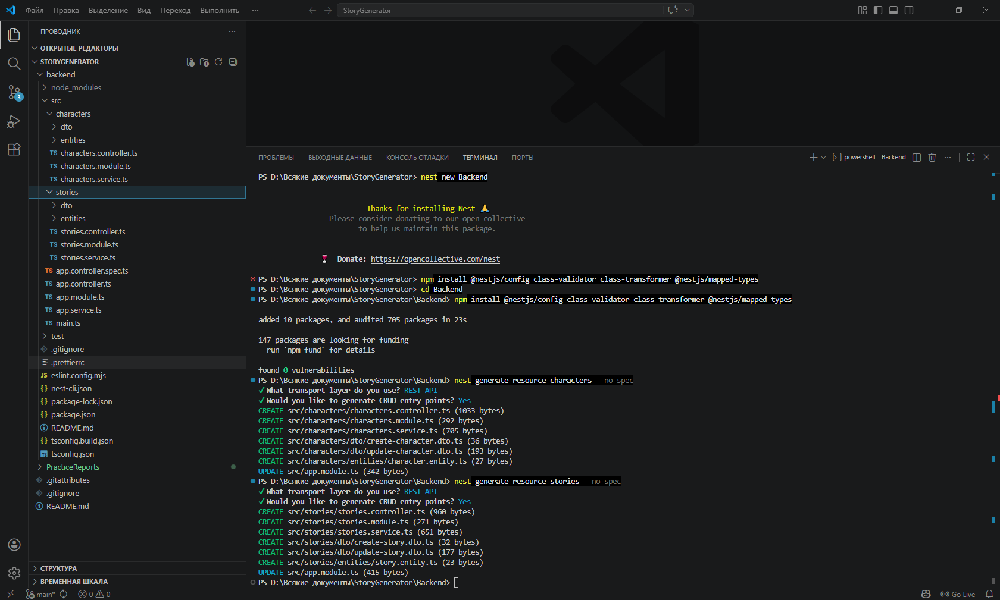 Файл Правка Выделение Вид Переход Выполнить ···
StoryGenerator
ПРОВОДНИК
ОТКРЫТЫЕ РЕДАКТОРЫ
STORYGENERATOR
backend
node_modules
src
characters
dto
entities
TS characters.controller.ts
TS characters.module.ts
TS characters.service.ts
stories
dto
entities
TS stories.controller.ts
TS stories.module.ts
TS stories.service.ts
TS app.controller.spec.ts
TS app.controller.ts
TS app.module.ts
TS app.service.ts
TS main.ts
test
.gitignore
.prettierrc
JS eslint.config.mjs
{} nest-cli.json
{} package-lock.json
{} package.json
README.md
{} tsconfig.build.json
TS tsconfig.json
PracticeReports
.gitattributes
.gitignore
README.md
СТРУКТУРА
ВРЕМЕННАЯ ШКАЛА
3
ПРОБЛЕМЫ ВЫХОДНЫЕ ДАННЫЕ КОНСОЛЬ ОТЛАДКИ ТЕРМИНАЛ ПОРТЫ
powershell - Backend
PS D:\Всякие документы\StoryGenerator> nest new Backend
Thanks for installing Nest 🙏
Please consider donating to our open collective
to help us maintain this package.
🍷 Donate: https://opencollective.com/nest
PS D:\Всякие документы\StoryGenerator> npm install @nestjs/config class-validator class-transformer @nestjs/mapped-types
PS D:\Всякие документы\StoryGenerator> cd Backend
PS D:\Всякие документы\StoryGenerator\Backend> npm install @nestjs/config class-validator class-transformer @nestjs/mapped-types
added 10 packages, and audited 705 packages in 23s
147 packages are looking for funding
run `npm fund` for details
found 0 vulnerabilities
PS D:\Всякие документы\StoryGenerator\Backend> nest generate resource characters --no-spec
✓ What transport layer do you use? REST API
✓ Would you like to generate CRUD entry points? Yes
CREATE src/characters/characters.controller.ts (1033 bytes)
CREATE src/characters/characters.module.ts (292 bytes)
CREATE src/characters/characters.service.ts (705 bytes)
CREATE src/characters/dto/create-character.dto.ts (36 bytes)
CREATE src/characters/dto/update-character.dto.ts (193 bytes)
CREATE src/characters/entities/character.entity.ts (27 bytes)
UPDATE src/app.module.ts (342 bytes)
PS D:\Всякие документы\StoryGenerator\Backend> nest generate resource stories --no-spec
✓ What transport layer do you use? REST API
✓ Would you like to generate CRUD entry points? Yes
CREATE src/stories/stories.controller.ts (960 bytes)
CREATE src/stories/stories.module.ts (271 bytes)
CREATE src/stories/stories.service.ts (651 bytes)
CREATE src/stories/dto/create-story.dto.ts (32 bytes)
CREATE src/stories/dto/update-story.dto.ts (177 bytes)
CREATE src/stories/entities/story.entity.ts (23 bytes)
UPDATE src/app.module.ts (415 bytes)
PS D:\Всякие документы\StoryGenerator\Backend>
main* 0 0 Go Live